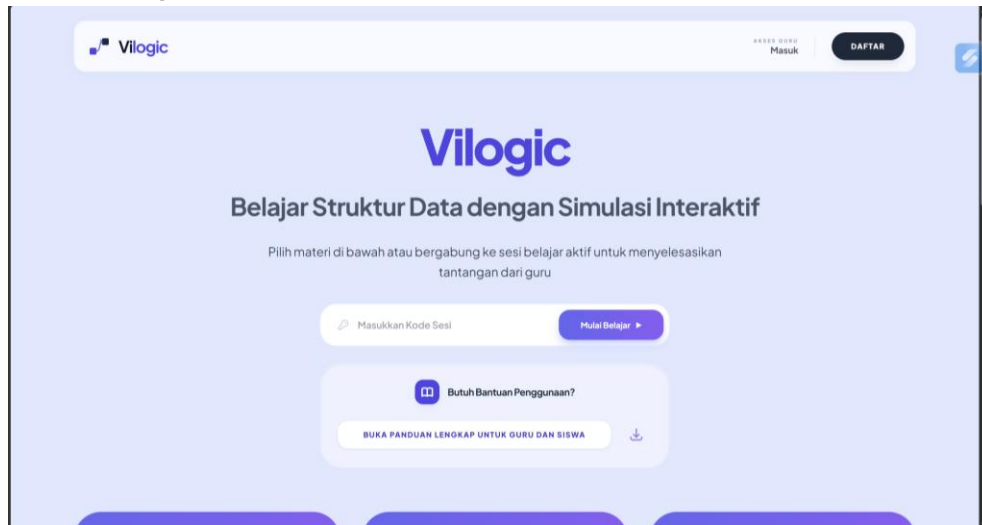 Vilogic
AKSES GURU
Masuk
DAFTAR
Vilogic
Belajar Struktur Data dengan Simulasi Interaktif
Pilih materi di bawah atau bergabung ke sesi belajar aktif untuk menyelesaikan
tantangan dari guru
Masukkan Kode Sesi
Mulai Belajar
Butuh Bantuan Penggunaan?
BUKA PANDUAN LENGKAP UNTUK GURU DAN SISWA